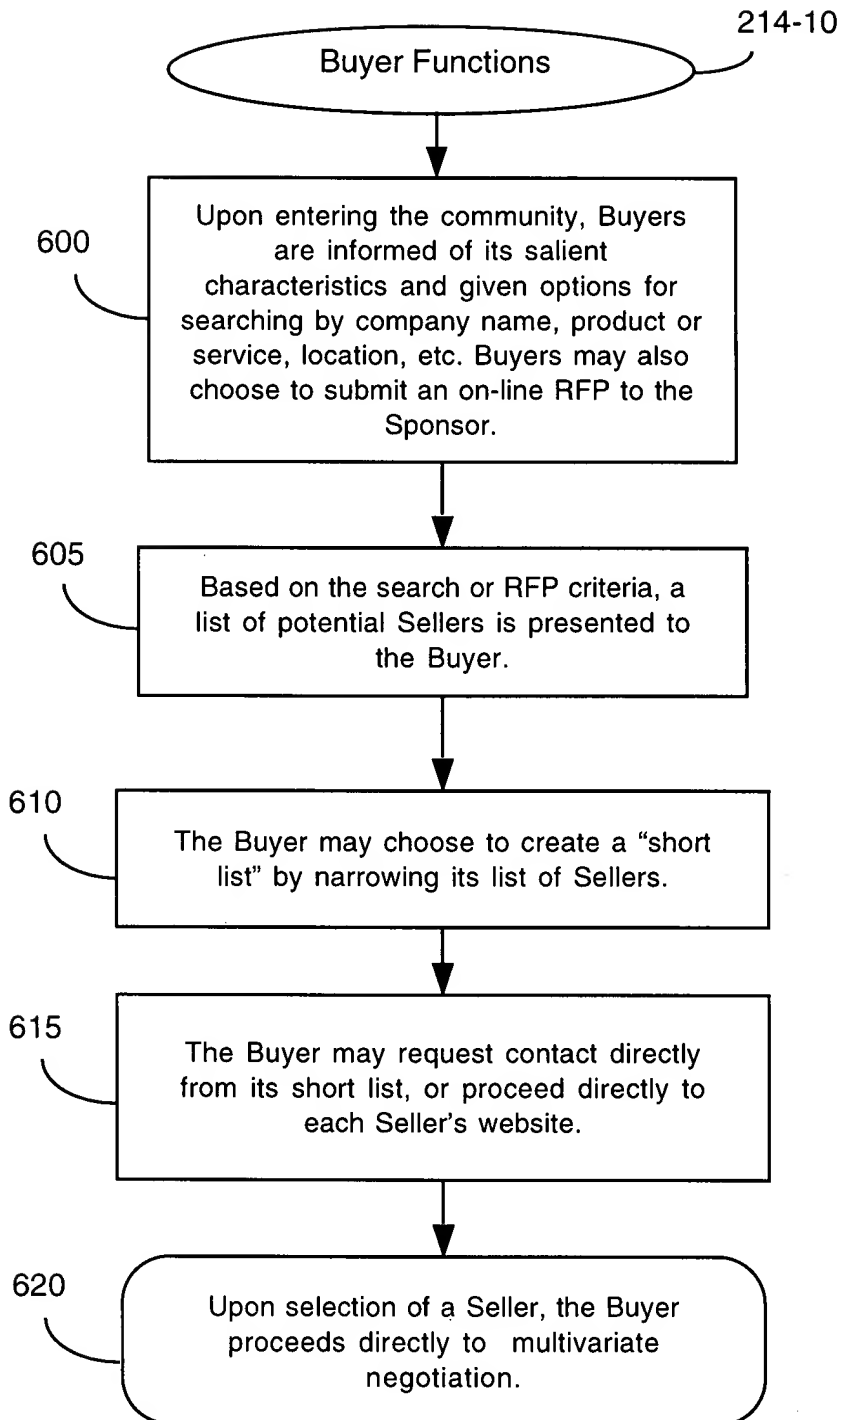 214-10
Buyer Functions
600
Upon entering the community, Buyers
are informed of its salient
characteristics and given options for
searching by company name, product or
service, location, etc. Buyers may also
choose to submit an on-line RFP to the
Sponsor.
605
Based on the search or RFP criteria, a
list of potential Sellers is presented to
the Buyer.
610
The Buyer may choose to create a “short
list” by narrowing its list of Sellers.
615
The Buyer may request contact directly
from its short list, or proceed directly to
each Seller's website.
620
Upon selection of a Seller, the Buyer
proceeds directly to multivariate
negotiation.